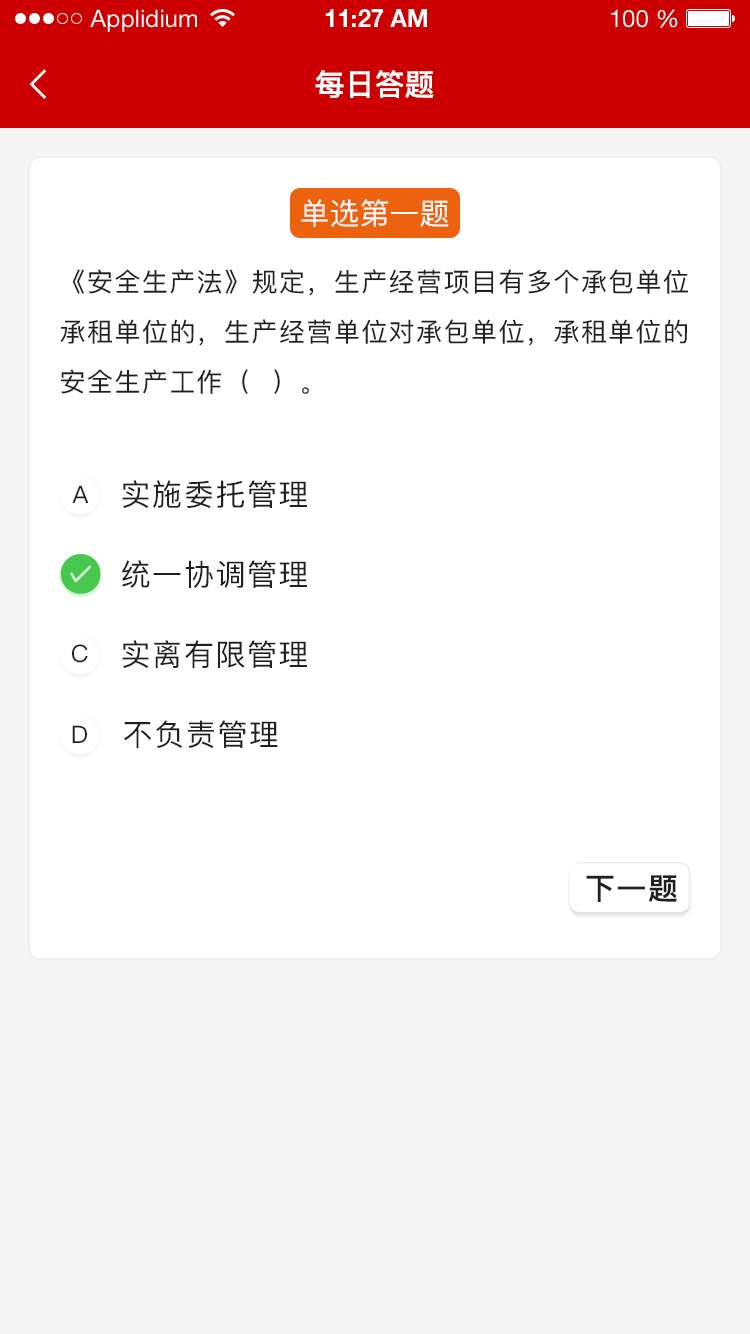 Applidium 11:27 AM 100 %
每日答题
单选第一题
《安全生产法》规定，生产经营项目有多个承包单位
承租单位的，生产经营单位对承包单位，承租单位的
安全生产工作（ ）。
A 实施委托管理
统一协调管理
C 实离有限管理
D 不负责管理
下一题